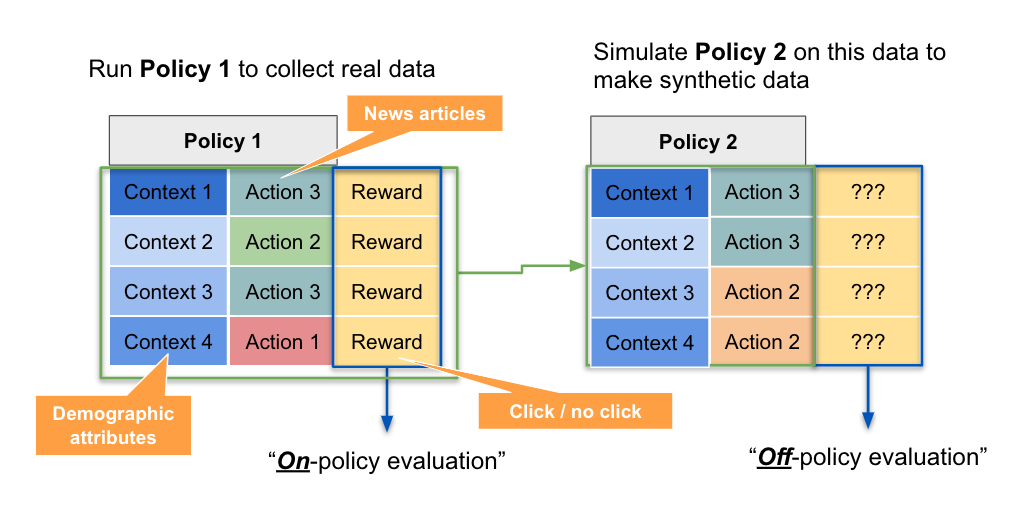 Run Policy 1 to collect real data
News articles
Policy 1
Context 1 Action 3 Reward
Context 2 Action 2 Reward
Context 3 Action 3 Reward
Context 4 Action 1 Reward
Demographic
attributes
Click / no click
“On-policy evaluation”
Simulate Policy 2 on this data to
make synthetic data
Policy 2
Context 1 Action 3 ???
Context 2 Action 3 ???
Context 3 Action 2 ???
Context 4 Action 2 ???
“Off-policy evaluation”